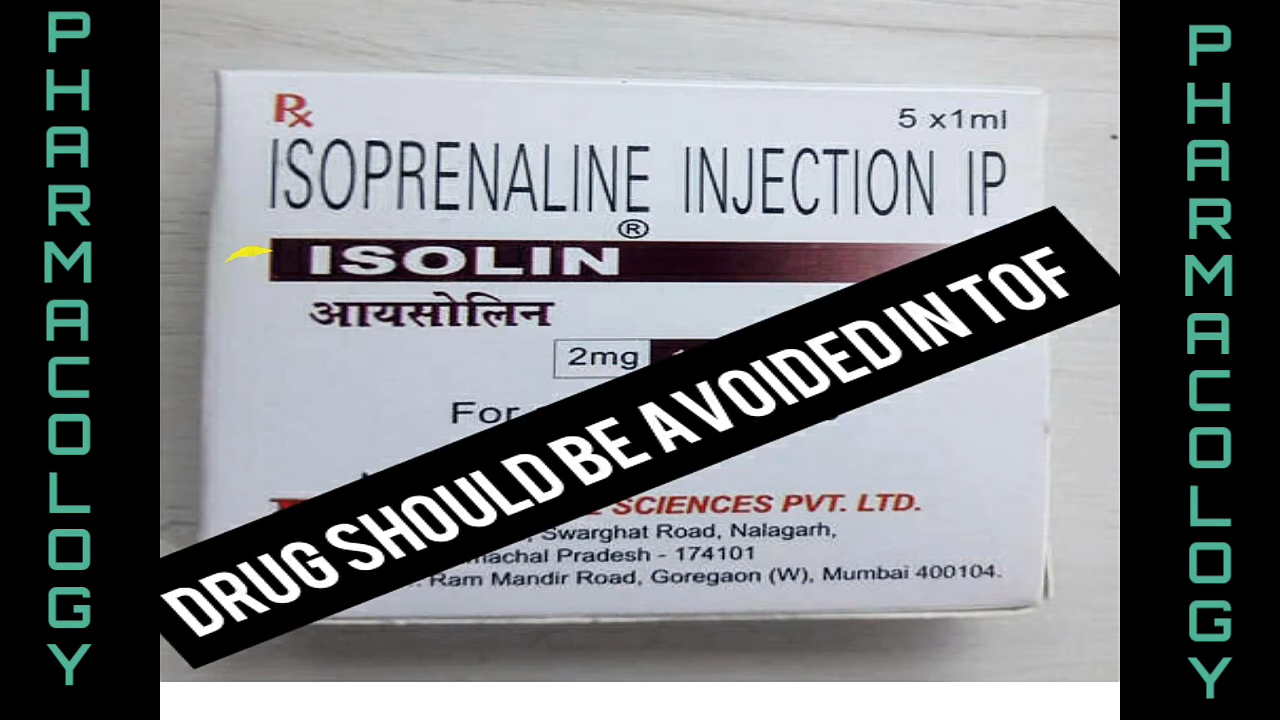 PHARMACOLOGY
Rx
5 x1ml
ISOPRENALINE INJECTION IP
ISOLIN®
आयसोलिन
2mg
For
DRUG SHOULD BE AVOIDED IN TOF
SCIENCES PVT. LTD.
Swarghat Road, Nalagarh,
Pradesh - 174101
Ram Mandir Road, Goregaon (W), Mumbai 400104.
PHARMACOLOGY